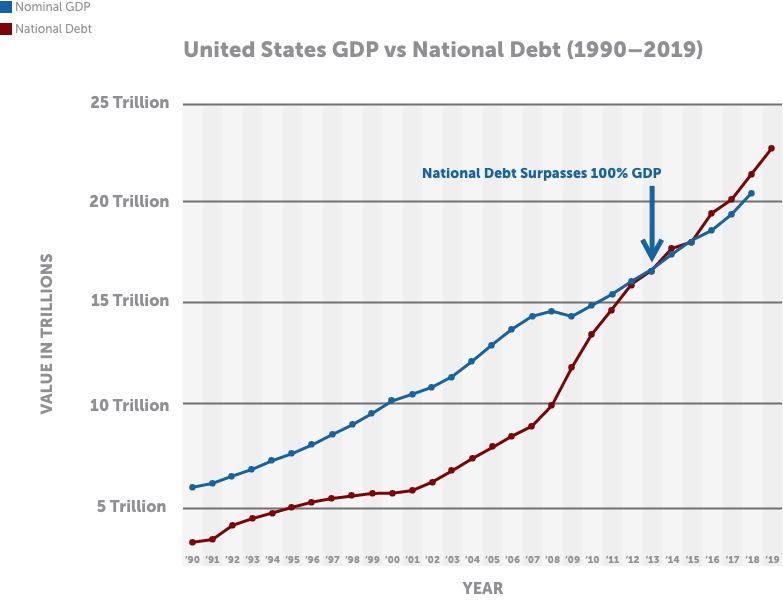 Nominal GDP
National Debt
United States GDP vs National Debt (1990–2019)
25 Trillion
National Debt Surpasses 100% GDP
20 Trillion
15 Trillion
VALUE IN TRILLIONS
10 Trillion
5 Trillion
'90 '91 '92 '93 '94 '95 '96 '97 '98 '99 '00 '01 '02 '03 '04 '05 '06 '07 '08 '09 '10 '11 '12 '13 '14 '15 '16 '17 '18 '19
YEAR